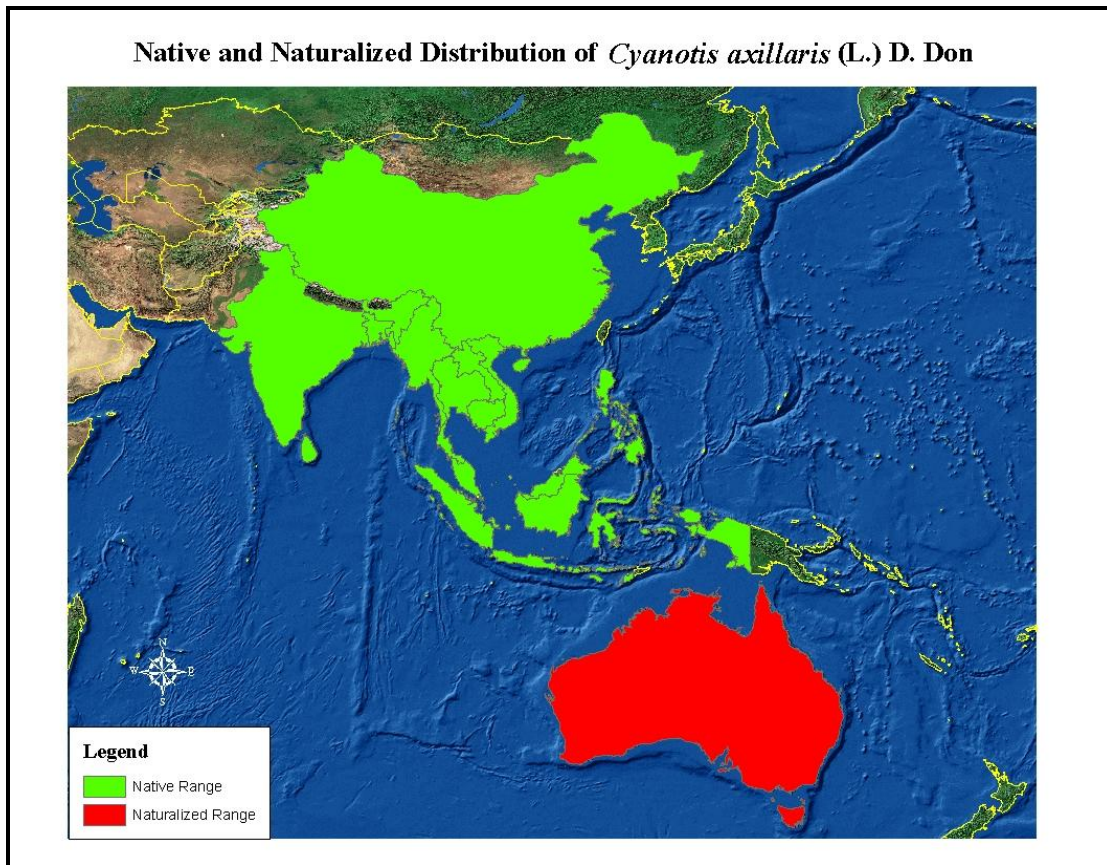 Native and Naturalized Distribution of Cyanotis axillaris (L.) D. Don
N
W E
S
Legend
Native Range
Naturalized Range